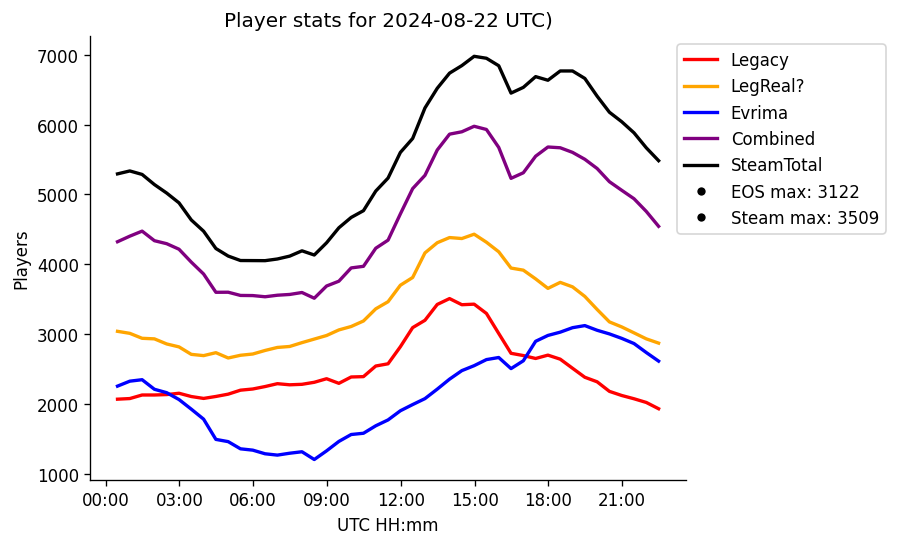 Player stats for 2024-08-22 UTC)
Legacy
LegReal?
Evrima
Combined
SteamTotal
EOS max: 3122
Steam max: 3509
Players
7000
6000
5000
4000
3000
2000
1000
00:00 03:00 06:00 09:00 12:00 15:00 18:00 21:00
UTC HH:mm